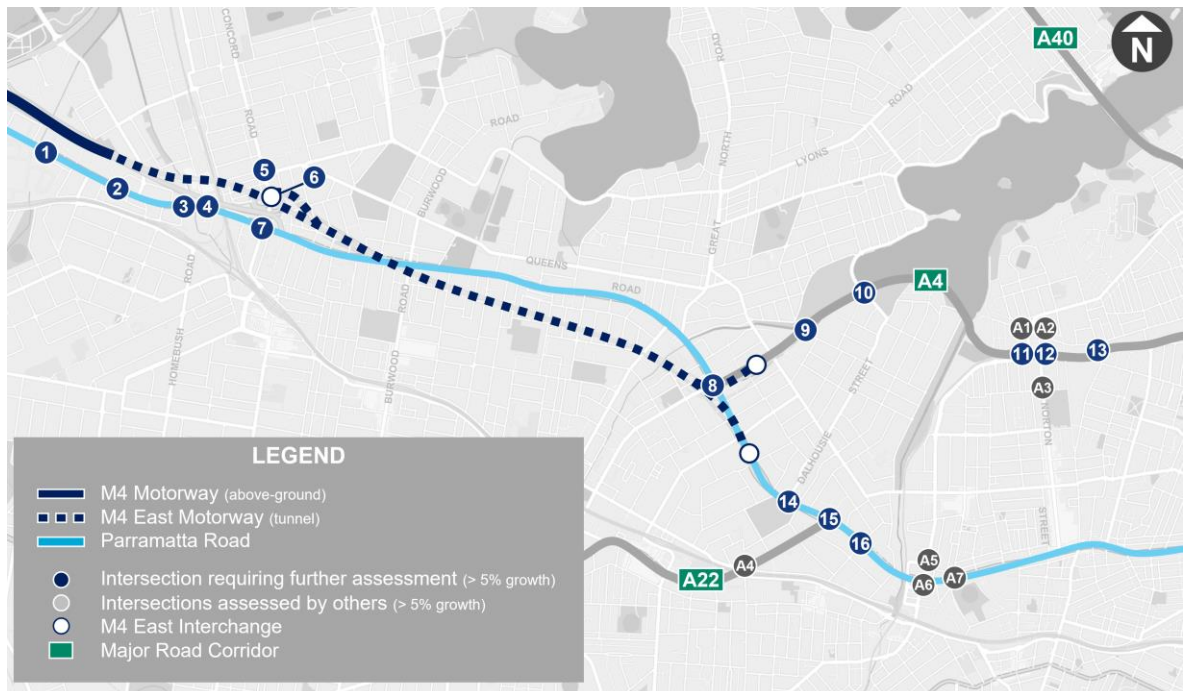 CONCORD
ROAD
A40
N
ROAD
ROAD
ROAD
NORTH
GREAT
LYONS
BURWOOD
1
2
3
4
5
6
7
QUEENS
ROAD
ROAD
HOMEBUSH
ROAD
BURWOOD
8
9
10
A4
A1
A2
11
12
13
A3
STREET
DALHOUSIE
NORTON
STREET
14
15
16
A4
A22
A5
A6
A7
LEGEND
M4 Motorway (above-ground)
M4 East Motorway (tunnel)
Parramatta Road
Intersection requiring further assessment (> 5% growth)
Intersections assessed by others (> 5% growth)
M4 East Interchange
Major Road Corridor